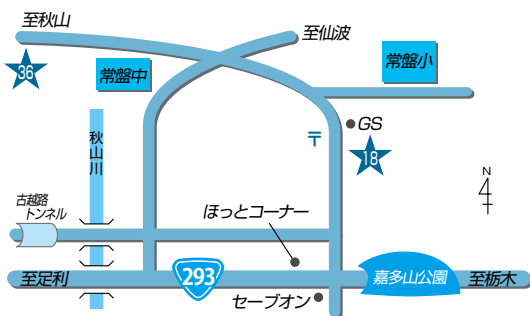 至秋山
至仙波
常盤中
常盤小
36
GS
〒
18
秋山川
N
古越路
トンネル
ほっとコーナー
至足利
293
嘉多山公園
至栃木
セーブオン